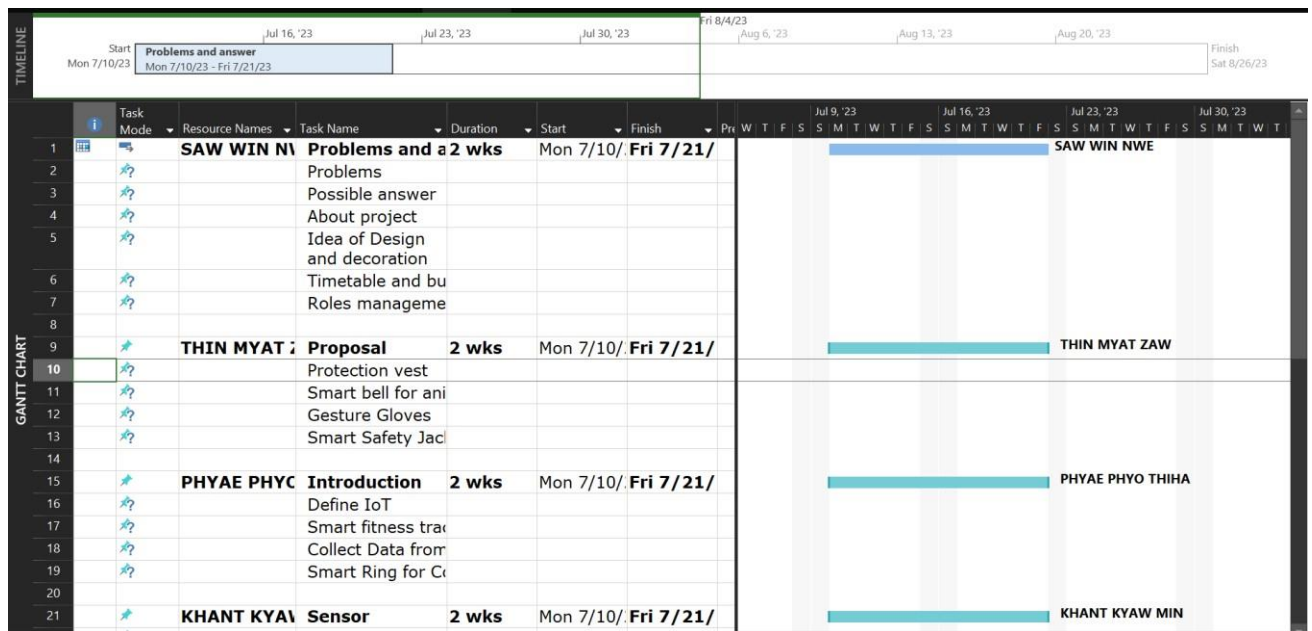 TIMELINE
Fri 8/4/23
Jul 16, '23 Jul 23, '23 Jul 30, '23 Aug 6, '23 Aug 13, '23 Aug 20, '23
Start
Mon 7/10/23
Problems and answer
Mon 7/10/23 - Fri 7/21/23
Finish
Sat 8/26/23
GANTT CHART
Task Mode Resource Names Task Name Duration Start Finish Pre
Jul 9, '23 Jul 16, '23 Jul 23, '23 Jul 30, '23
W T F S S M T W T F S S M T W T F S S M T W T F S S M T W T
1 SAW WIN NW Problems and a 2 wks Mon 7/10/ Fri 7/21/ SAW WIN NWE
2 Problems
3 Possible answer
4 About project
5 Idea of Design
and decoration
6 Timetable and bu
7 Roles manageme
8
9 THIN MYAT Z Proposal 2 wks Mon 7/10/ Fri 7/21/ THIN MYAT ZAW
10 Protection vest
11 Smart bell for ani
12 Gesture Gloves
13 Smart Safety Jac
14
15 PHYAE PHYO Introduction 2 wks Mon 7/10/ Fri 7/21/ PHYAE PHYO THIHA
16 Define IoT
17 Smart fitness trac
18 Collect Data from
19 Smart Ring for Co
20
21 KHANT KYAW Sensor 2 wks Mon 7/10/ Fri 7/21/ KHANT KYAW MIN